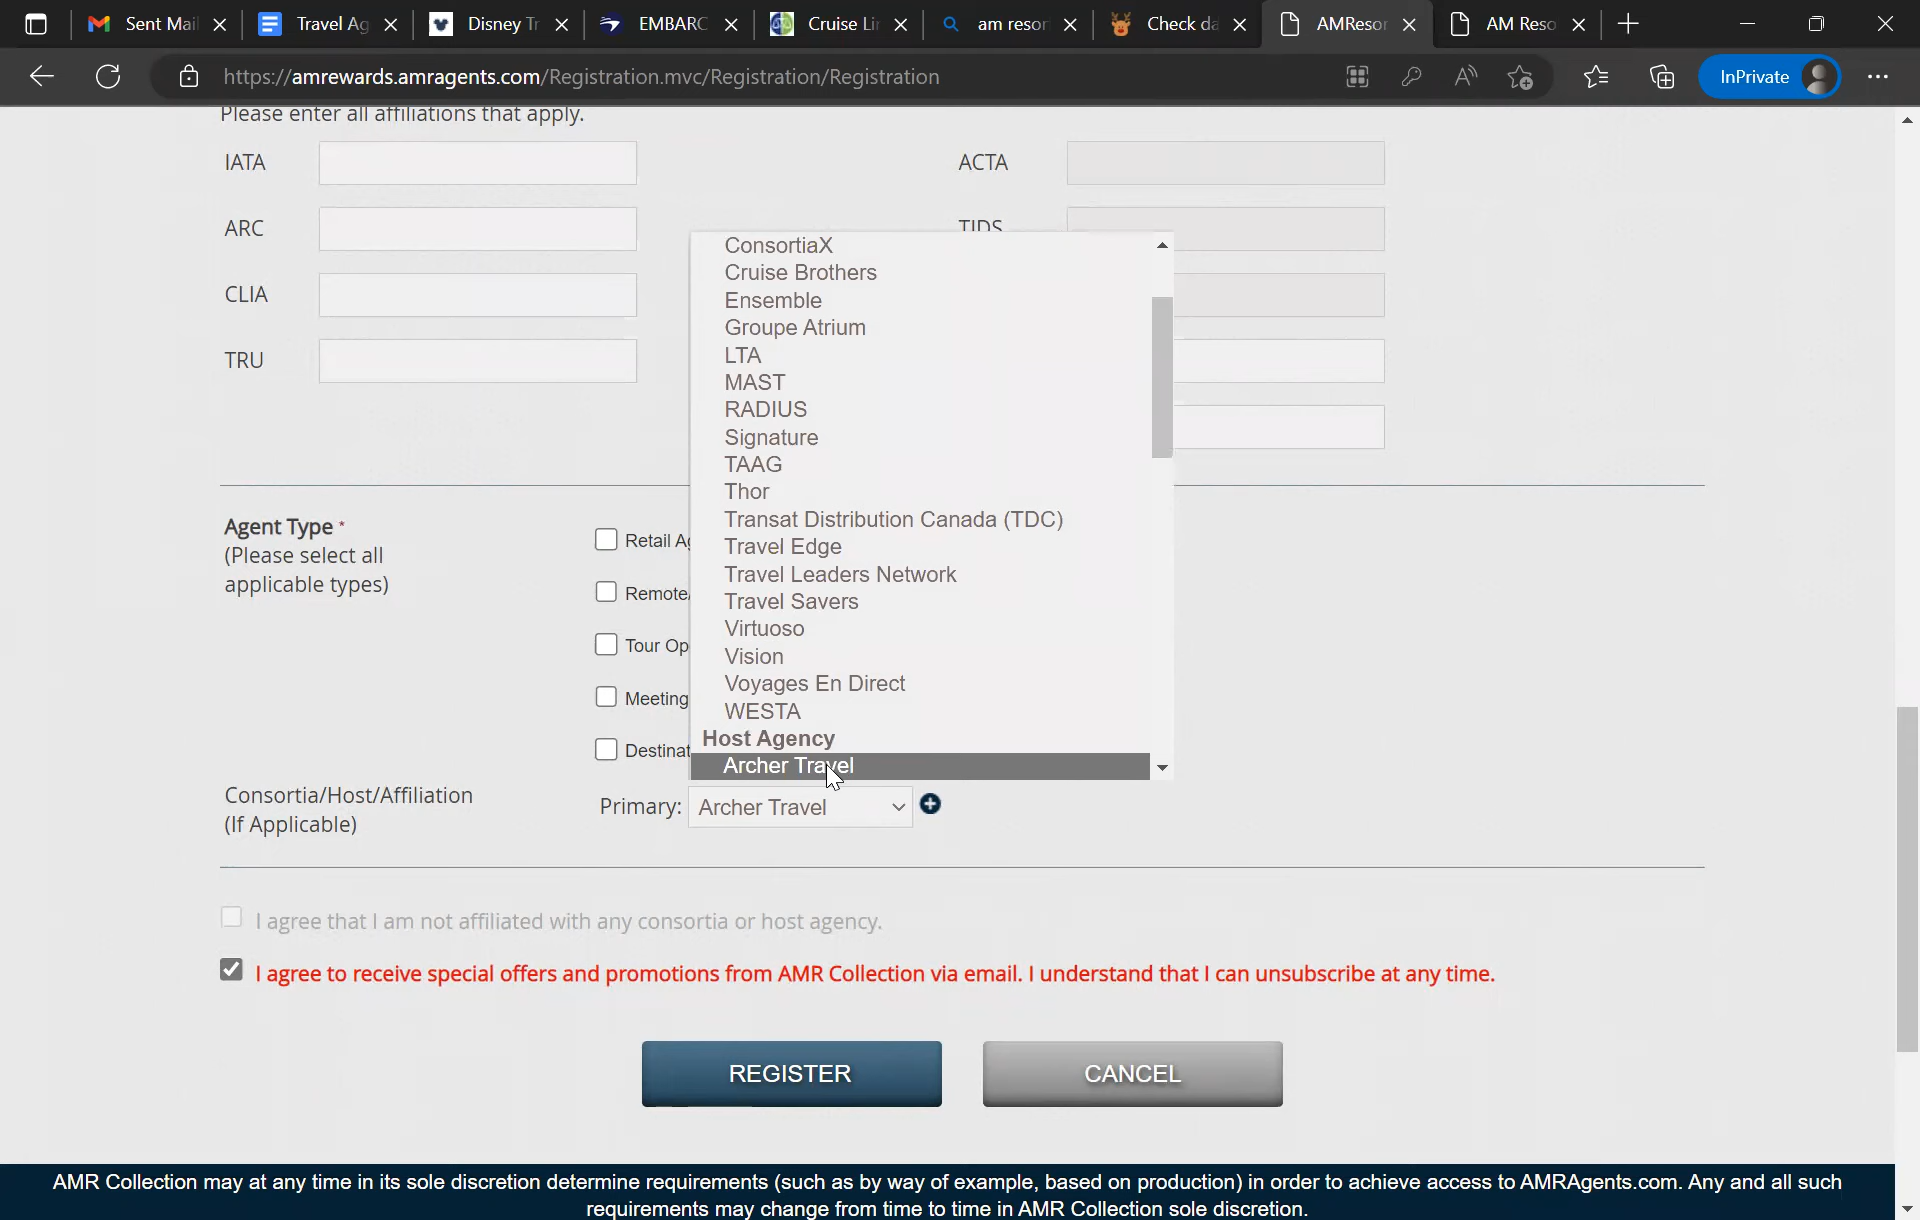 Sent Mai
Travel Ag
Disney Tr
EMBARC
Cruise Lir
am resor
Check da
AMResor
AM Reso
https://amrewards.amragents.com/Registration.mvc/Registration/Registration
InPrivate
Please enter all affiliations that apply.
IATA
ACTA
ARC
TIDS
CLIA
TRU
ConsortiaX
Cruise Brothers
Ensemble
Groupe Atrium
LTA
MAST
RADIUS
Signature
TAAG
Thor
Transat Distribution Canada (TDC)
Travel Edge
Travel Leaders Network
Travel Savers
Virtuoso
Vision
Voyages En Direct
WESTA
Host Agency
Archer Travel
Agent Type *
(Please select all
applicable types)
Retail Ag
Remote/
Tour Op
Meeting
Destinat
Consortia/Host/Affiliation
(If Applicable)
Primary: Archer Travel
I agree that I am not affiliated with any consortia or host agency.
I agree to receive special offers and promotions from AMR Collection via email. I understand that I can unsubscribe at any time.
REGISTER
CANCEL
AMR Collection may at any time in its sole discretion determine requirements (such as by way of example, based on production) in order to achieve access to AMRAgents.com. Any and all such
requirements may change from time to time in AMR Collection sole discretion.